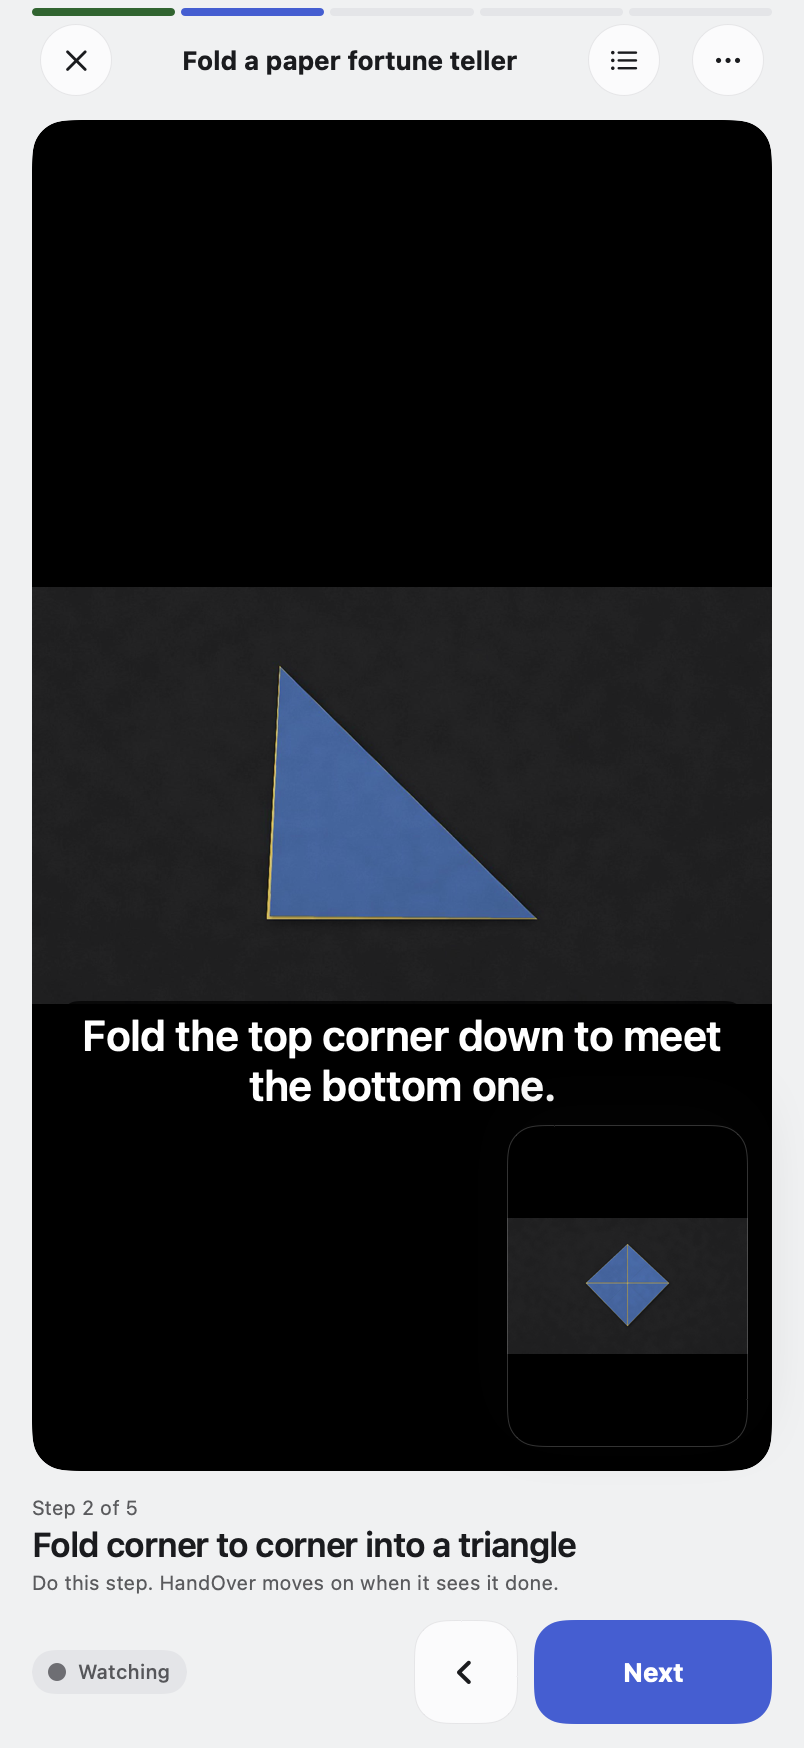 Fold a paper fortune teller
Fold the top corner down to meet
the bottom one.
Step 2 of 5
Fold corner to corner into a triangle
Do this step. HandOver moves on when it sees it done.
Watching
Next